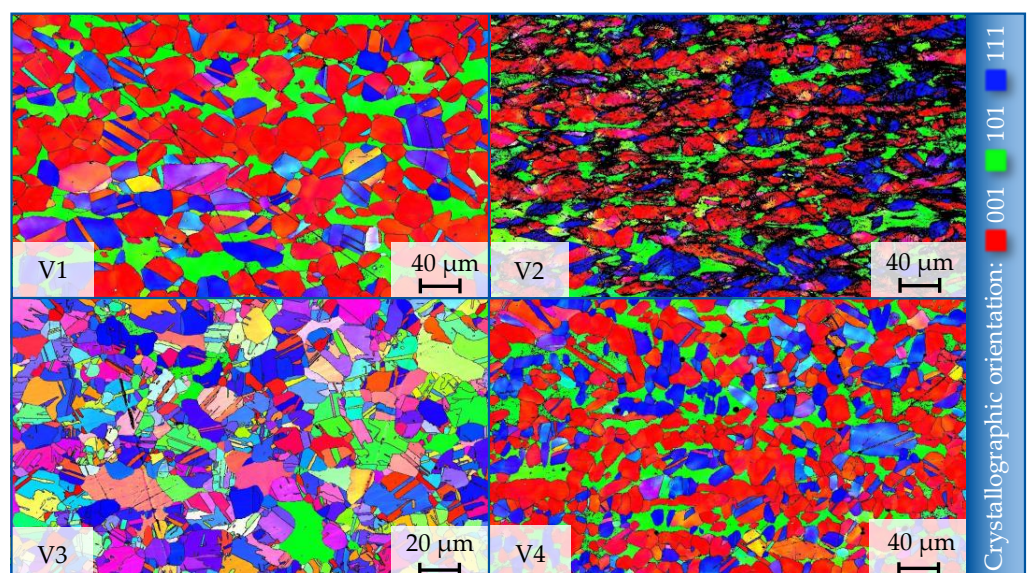 V1
40 µm
V2
40 µm
V3
20 µm
V4
40 µm
Crystallographic orientation: 001 101 111